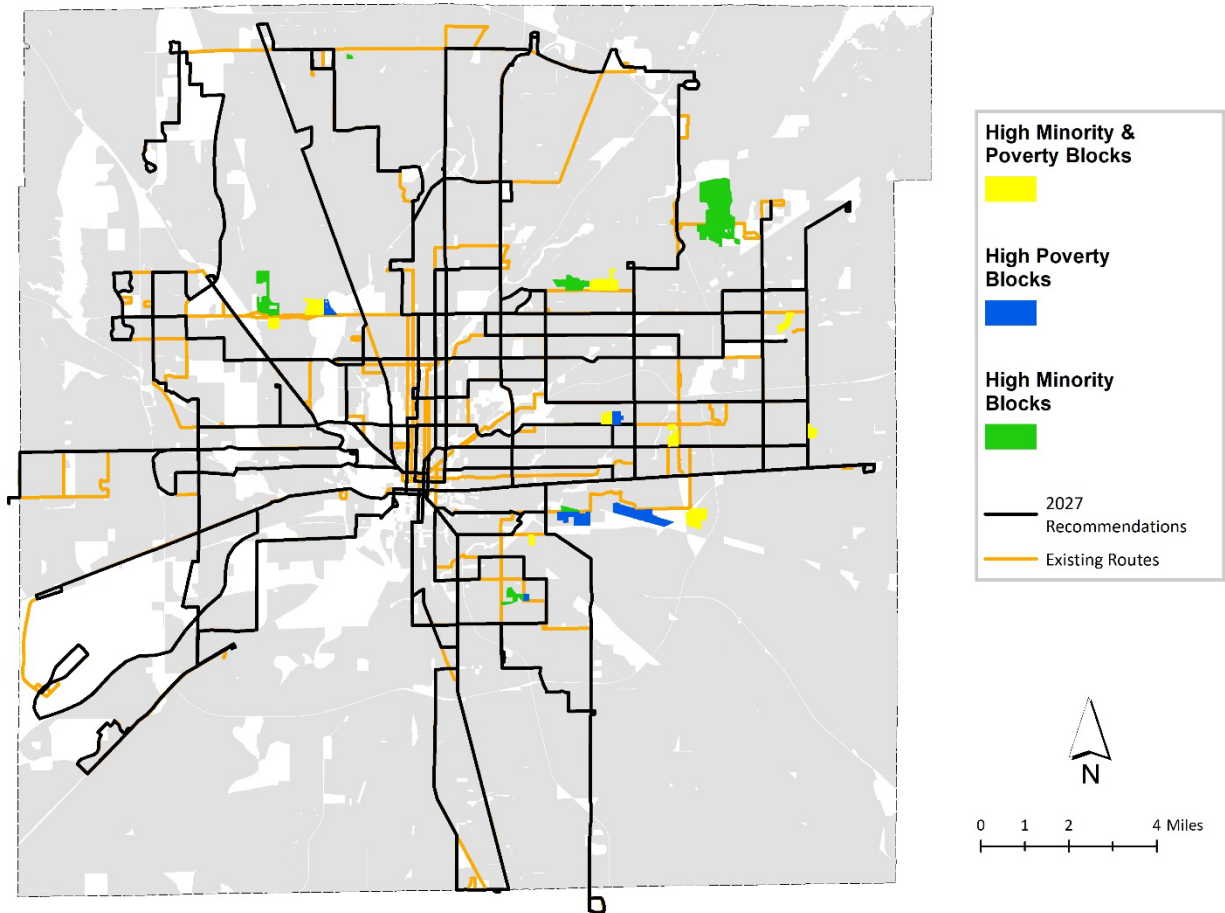 High Minority &
Poverty Blocks
High Poverty
Blocks
High Minority
Blocks
2027
Recommendations
Existing Routes
N
0 1 2 4 Miles